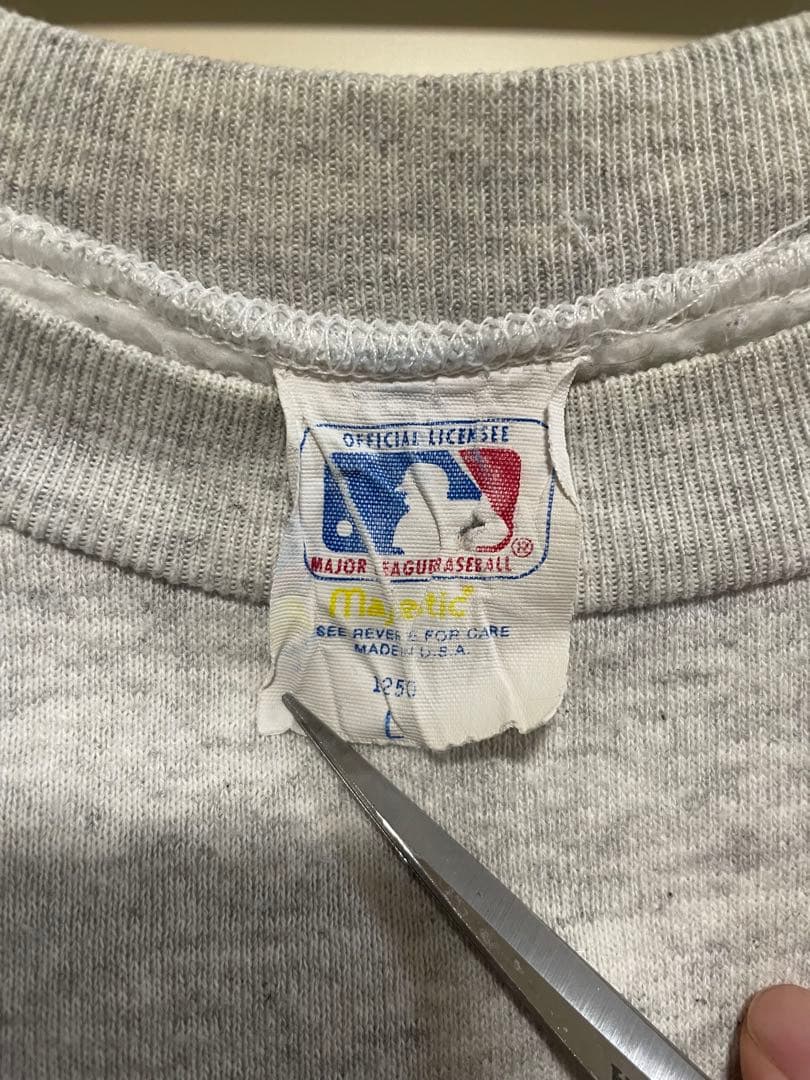 OFFICIAL LICENSEE
MAJOR LEAGUE BASEBALL ®
Majestic
SEE REVERSE FOR CARE
MADE IN U.S.A.
1250
L